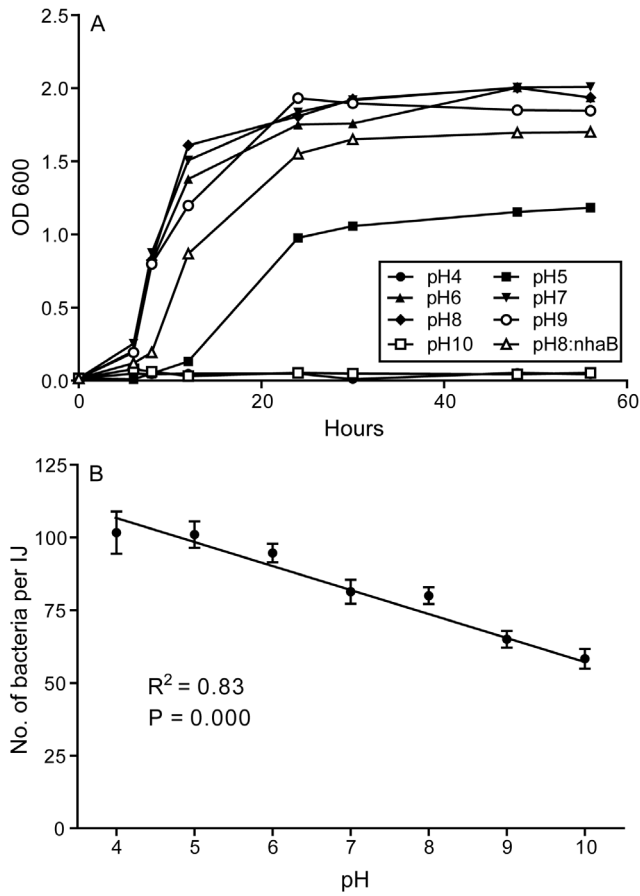 A
2.5
2.0
1.5
1.0
0.5
0.0
OD 600
pH4 pH5
pH6 pH7
pH8 pH9
pH10 pH8:nhaB
0 20 40 60
Hours
B
125
100
75
50
25
0
No. of bacteria per IJ
R² = 0.83
P = 0.000
4 5 6 7 8 9 10
pH